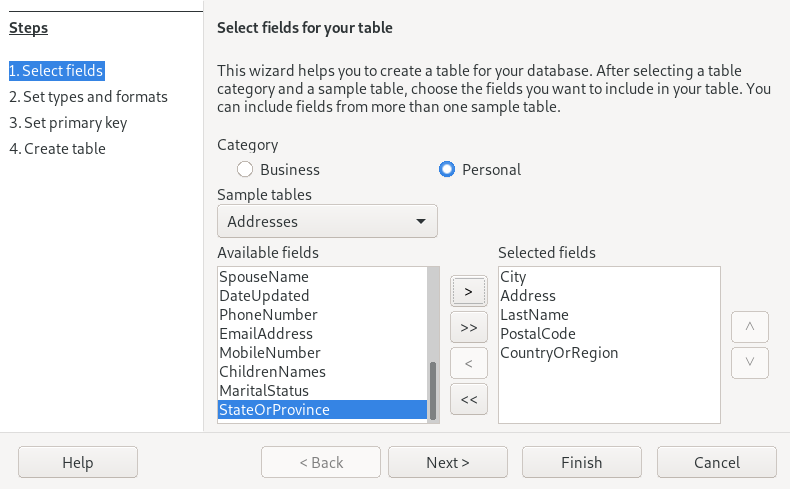 Steps
1. Select fields
2. Set types and formats
3. Set primary key
4. Create table
Select fields for your table
This wizard helps you to create a table for your database. After selecting a table
category and a sample table, choose the fields you want to include in your table. You
can include fields from more than one sample table.
Category
Business
Personal
Sample tables
Addresses
Available fields
SpouseName
DateUpdated
PhoneNumber
EmailAddress
MobileNumber
ChildrenNames
MaritalStatus
StateOrProvince
>
>>
<
<<
Selected fields
City
Address
LastName
PostalCode
CountryOrRegion
^
v
Help
< Back
Next >
Finish
Cancel